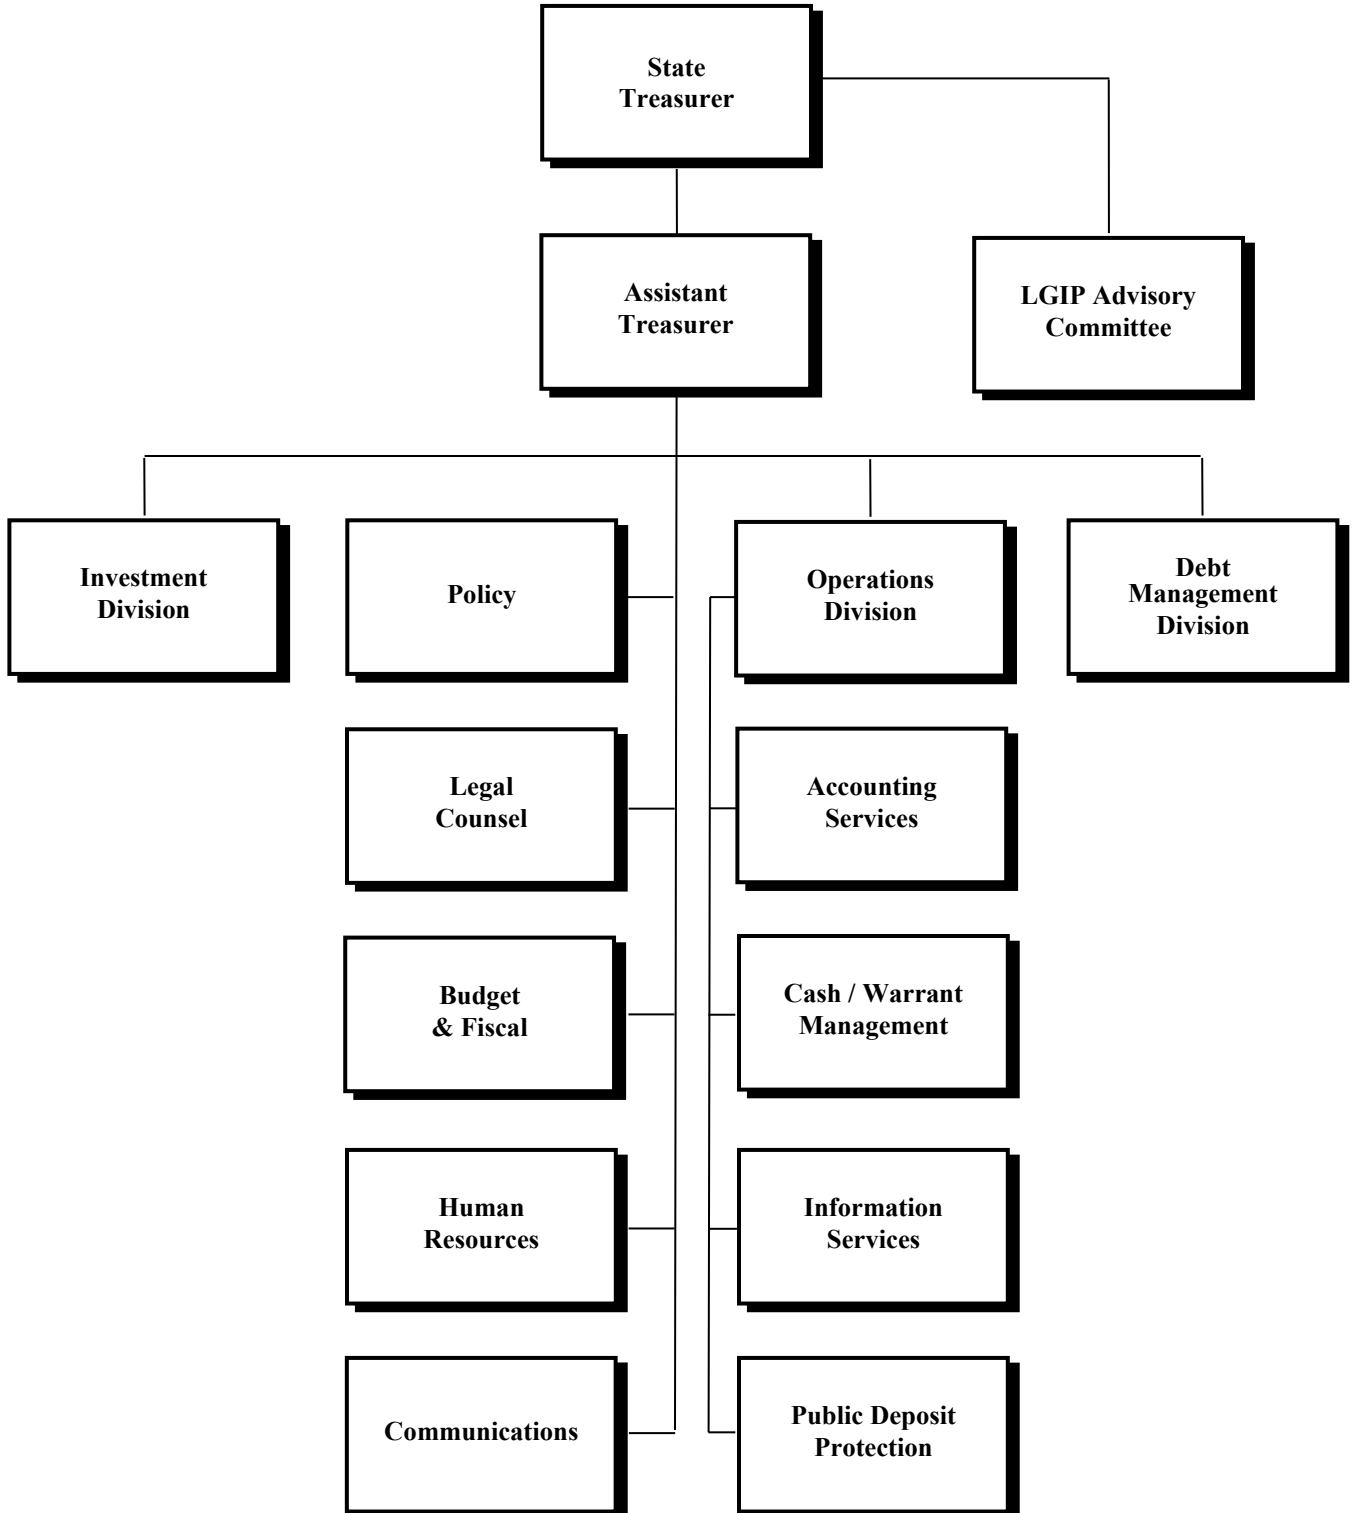 State
Treasurer
Assistant
Treasurer
LGIP Advisory
Committee
Investment
Division
Policy
Operations
Division
Debt
Management
Division
Legal
Counsel
Accounting
Services
Budget
& Fiscal
Cash / Warrant
Management
Human
Resources
Information
Services
Communications
Public Deposit
Protection